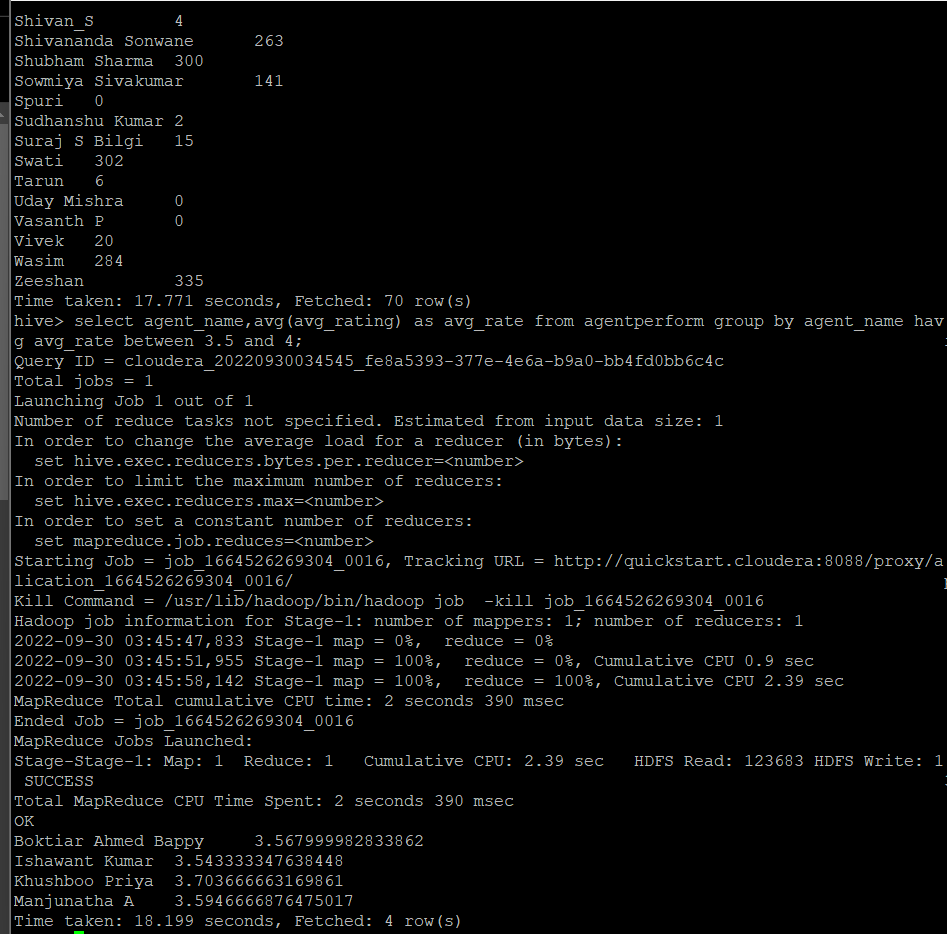 Shivan_S        4
Shivananda Sonwane      263
Shubham Sharma  300
Sowmiya Sivakumar       141
Spuri   0
Sudhanshu Kumar 2
Suraj S Bilgi   15
Swati   302
Tarun   6
Uday Mishra     0
Vasanth P       0
Vivek   20
Wasim   284
Zeeshan         335
Time taken: 17.771 seconds, Fetched: 70 row(s)
hive> select agent_name,avg(avg_rating) as avg_rate from agentperform group by agent_name hav
g avg_rate between 3.5 and 4;
Query ID = cloudera_20220930034545_fe8a5393-377e-4e6a-b9a0-bb4fd0bb6c4c
Total jobs = 1
Launching Job 1 out of 1
Number of reduce tasks not specified. Estimated from input data size: 1
In order to change the average load for a reducer (in bytes):
  set hive.exec.reducers.bytes.per.reducer=<number>
In order to limit the maximum number of reducers:
  set hive.exec.reducers.max=<number>
In order to set a constant number of reducers:
  set mapreduce.job.reduces=<number>
Starting Job = job_1664526269304_0016, Tracking URL = http://quickstart.cloudera:8088/proxy/a
lication_1664526269304_0016/
Kill Command = /usr/lib/hadoop/bin/hadoop job  -kill job_1664526269304_0016
Hadoop job information for Stage-1: number of mappers: 1; number of reducers: 1
2022-09-30 03:45:47,833 Stage-1 map = 0%,  reduce = 0%
2022-09-30 03:45:51,955 Stage-1 map = 100%,  reduce = 0%, Cumulative CPU 0.9 sec
2022-09-30 03:45:58,142 Stage-1 map = 100%,  reduce = 100%, Cumulative CPU 2.39 sec
MapReduce Total cumulative CPU time: 2 seconds 390 msec
Ended Job = job_1664526269304_0016
MapReduce Jobs Launched:
Stage-Stage-1: Map: 1  Reduce: 1   Cumulative CPU: 2.39 sec   HDFS Read: 123683 HDFS Write: 1
 SUCCESS
Total MapReduce CPU Time Spent: 2 seconds 390 msec
OK
Boktiar Ahmed Bappy     3.567999982833862
Ishawant Kumar  3.543333347638448
Khushboo Priya  3.703666663169861
Manjunatha A    3.5946666876475017
Time taken: 18.199 seconds, Fetched: 4 row(s)